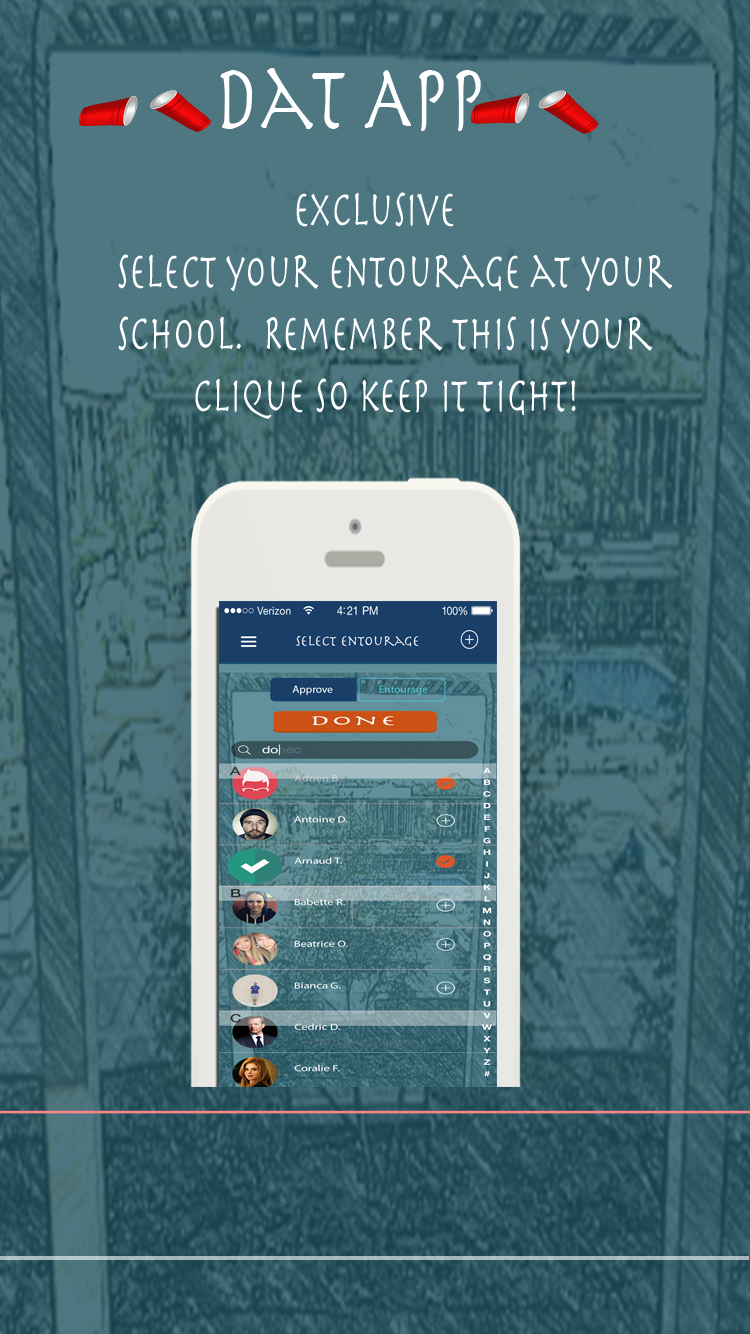 DAT APP
EXCLUSIVE
SELECT YOUR ENTOURAGE AT YOUR
SCHOOL. REMEMBER THIS IS YOUR
CLIQUE SO KEEP IT TIGHT!
Verizon 4:21 PM 100%
SELECT ENTOURAGE
Approve Entourage
DONE
donec
A
Adrien B.
Antoine D.
Arnaud T.
B
Babette R.
Beatrice O.
Bianca G.
C
Cedric D.
Coralie F.
A
B
C
D
E
F
G
H
I
J
K
L
M
N
O
P
Q
R
S
T
U
V
W
X
Y
Z
#